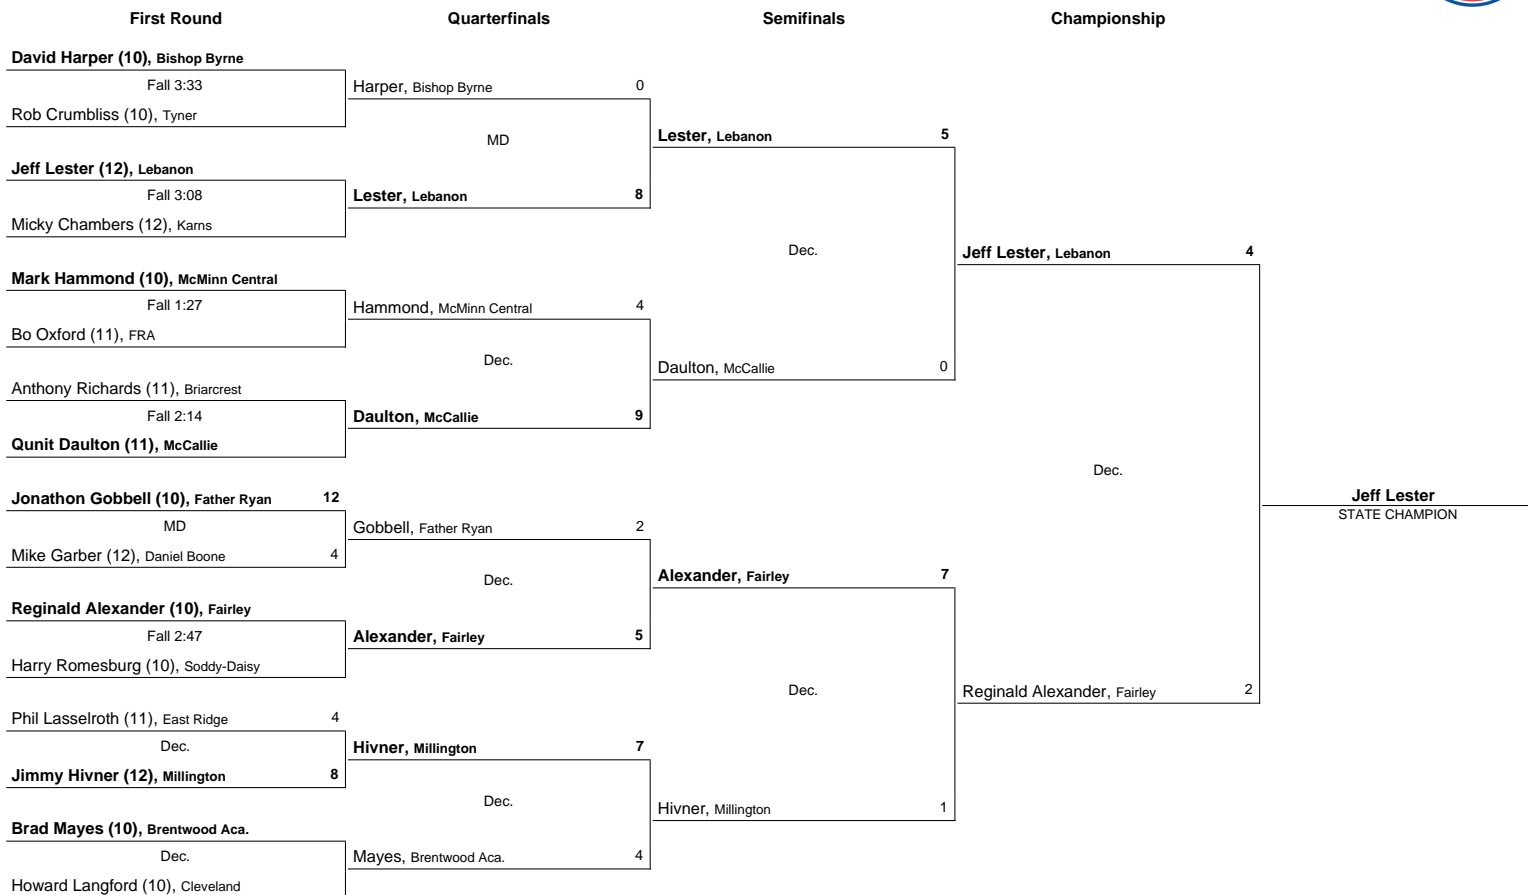 First Round Quarterfinals Semifinals Championship
David Harper (10), Bishop Byrne
Fall 3:33
Rob Crumbliss (10), Tyner
Jeff Lester (12), Lebanon
Fall 3:08
Micky Chambers (12), Karns
Mark Hammond (10), McMinn Central
Fall 1:27
Bo Oxford (11), FRA
Anthony Richards (11), Briarcrest
Fall 2:14
Qunit Daulton (11), McCallie
Jonathon Gobbell (10), Father Ryan 12
MD
Mike Garber (12), Daniel Boone 4
Reginald Alexander (10), Fairley
Fall 2:47
Harry Romesburg (10), Soddy-Daisy
Phil Lasselroth (11), East Ridge 4
Dec.
Jimmy Hivner (12), Millington 8
Brad Mayes (10), Brentwood Aca.
Dec.
Howard Langford (10), Cleveland
Harper, Bishop Byrne 0
MD
Lester, Lebanon 8
Hammond, McMinn Central 4
Dec.
Daulton, McCallie 9
Gobbell, Father Ryan 2
Dec.
Alexander, Fairley 5
Hivner, Millington 7
Dec.
Mayes, Brentwood Aca. 4
Lester, Lebanon 5
Dec.
Daulton, McCallie 0
Alexander, Fairley 7
Dec.
Hivner, Millington 1
Jeff Lester, Lebanon 4
Dec.
Reginald Alexander, Fairley 2
Jeff Lester
STATE CHAMPION